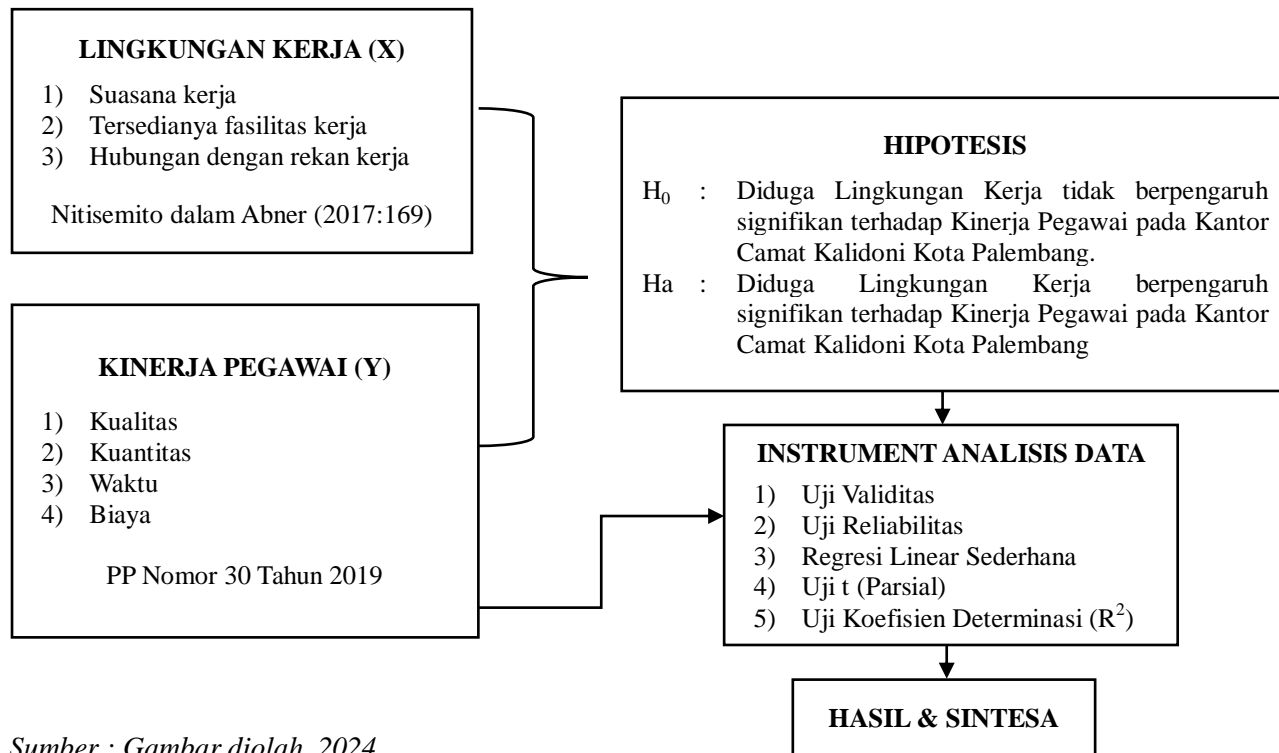 LINGKUNGAN KERJA (X)
1) Suasana kerja
2) Tersedianya fasilitas kerja
3) Hubungan dengan rekan kerja
Nitisemito dalam Abner (2017:169)
KINERJA PEGAWAI (Y)
1) Kualitas
2) Kuantitas
3) Waktu
4) Biaya
PP Nomor 30 Tahun 2019
HIPOTESIS
H₀ : Diduga Lingkungan Kerja tidak berpengaruh
signifikan terhadap Kinerja Pegawai pada Kantor
Camat Kalidoni Kota Palembang.
Ha : Diduga Lingkungan Kerja berpengaruh
signifikan terhadap Kinerja Pegawai pada Kantor
Camat Kalidoni Kota Palembang
INSTRUMENT ANALISIS DATA
1) Uji Validitas
2) Uji Reliabilitas
3) Regresi Linear Sederhana
4) Uji t (Parsial)
5) Uji Koefisien Determinasi (R²)
HASIL & SINTESA
Sumber : Gambar diolah, 2024